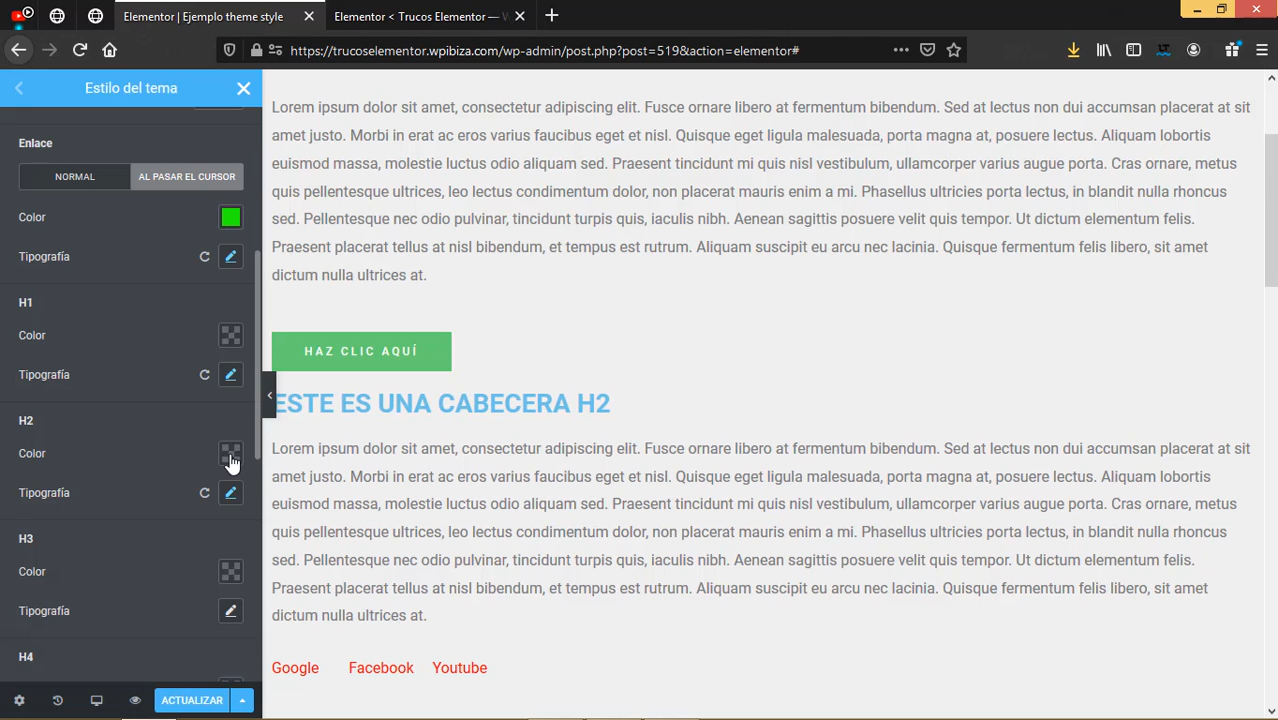 Elementor | Ejemplo theme style
Elementor < Trucos Elementor —
https://trucoselementor.wpibiza.com/wp-admin/post.php?post=519&action=elementor#
LT
Estilo del tema
Enlace
NORMAL
AL PASAR EL CURSOR
Color
Tipografía
H1
Color
Tipografía
H2
Color
Tipografía
H3
Color
Tipografía
H4
ACTUALIZAR
Lorem ipsum dolor sit amet, consectetur adipiscing elit. Fusce ornare libero at fermentum bibendum. Sed at lectus non dui accumsan placerat at sit
amet justo. Morbi in erat ac eros varius faucibus eget et nisl. Quisque eget ligula malesuada, porta magna at, posuere lectus. Aliquam lobortis
euismod massa, molestie luctus odio aliquam sed. Praesent tincidunt mi quis nisl vestibulum, ullamcorper varius augue porta. Cras ornare, metus
quis pellentesque ultrices, leo lectus condimentum dolor, non placerat mauris enim a mi. Phasellus ultricies porta lectus, in blandit nulla rhoncus
sed. Pellentesque nec odio pulvinar, tincidunt turpis quis, iaculis nibh. Aenean sagittis posuere velit quis tempor. Ut dictum elementum felis.
Praesent placerat tellus at nisl bibendum, et tempus est rutrum. Aliquam suscipit eu arcu nec lacinia. Quisque fermentum felis libero, sit amet
dictum nulla ultrices at.
HAZ CLIC AQUÍ
ESTE ES UNA CABECERA H2
Lorem ipsum dolor sit amet, consectetur adipiscing elit. Fusce ornare libero at fermentum bibendum. Sed at lectus non dui accumsan placerat at sit
amet justo. Morbi in erat ac eros varius faucibus eget et nisl. Quisque eget ligula malesuada, porta magna at, posuere lectus. Aliquam lobortis
euismod massa, molestie luctus odio aliquam sed. Praesent tincidunt mi quis nisl vestibulum, ullamcorper varius augue porta. Cras ornare, metus
quis pellentesque ultrices, leo lectus condimentum dolor, non placerat mauris enim a mi. Phasellus ultricies porta lectus, in blandit nulla rhoncus
sed. Pellentesque nec odio pulvinar, tincidunt turpis quis, iaculis nibh. Aenean sagittis posuere velit quis tempor. Ut dictum elementum felis.
Praesent placerat tellus at nisl bibendum, et tempus est rutrum. Aliquam suscipit eu arcu nec lacinia. Quisque fermentum felis libero, sit amet
dictum nulla ultrices at.
Google Facebook Youtube